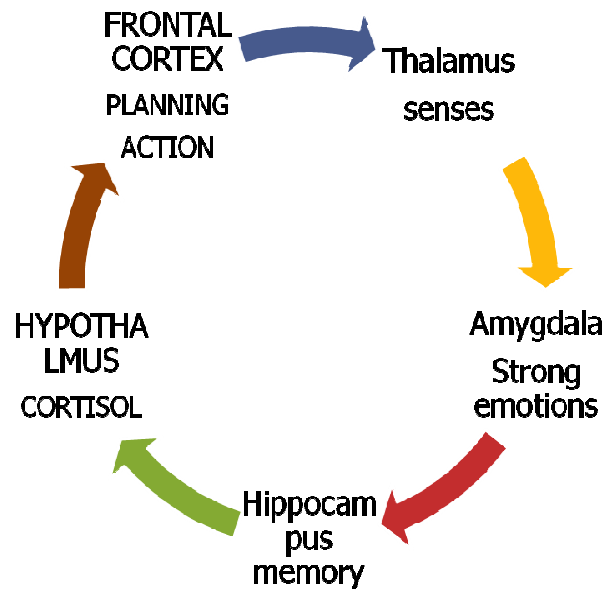 FRONTAL
CORTEX
PLANNING
ACTION
Thalamus
senses
Amygdala
Strong
emotions
Hippocam
pus
memory
HYPOTHA
LMUS
CORTISOL